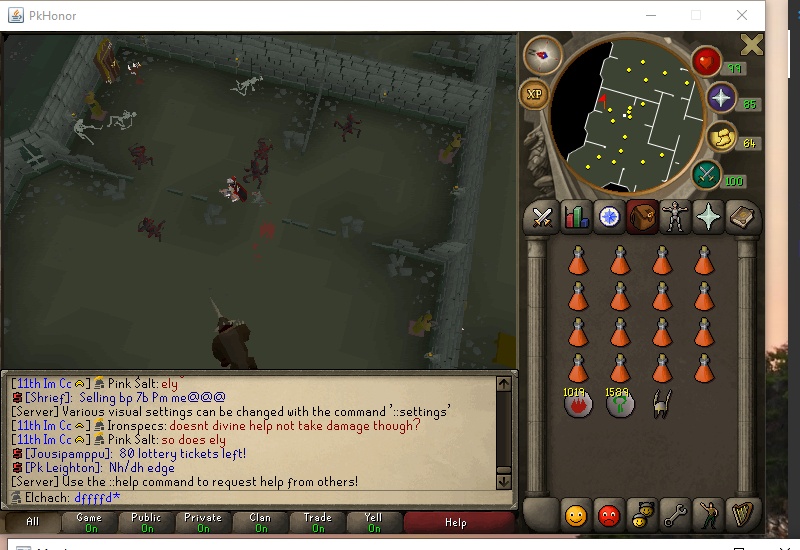 PkHonor
XP
99
85
64
100
1019
1589
[11th Im Cc] Pink Salt: ely
[Shrief]: Selling bp 7b Pm me@@@
[Server] Various visual settings can be changed with the command '::settings'
[11th Im Cc] Ironspecs: doesnt divine help not take damage though?
[11th Im Cc] Pink Salt: so does ely
[Jousipamppu]: 80 lottery tickets left!
[Pk Leighton]: Nh/dh edge
[Server] Use the ::help command to request help from others!
Elchach: dffffd*
All Game Public Private Clan Trade Yell Help
On On On On On On